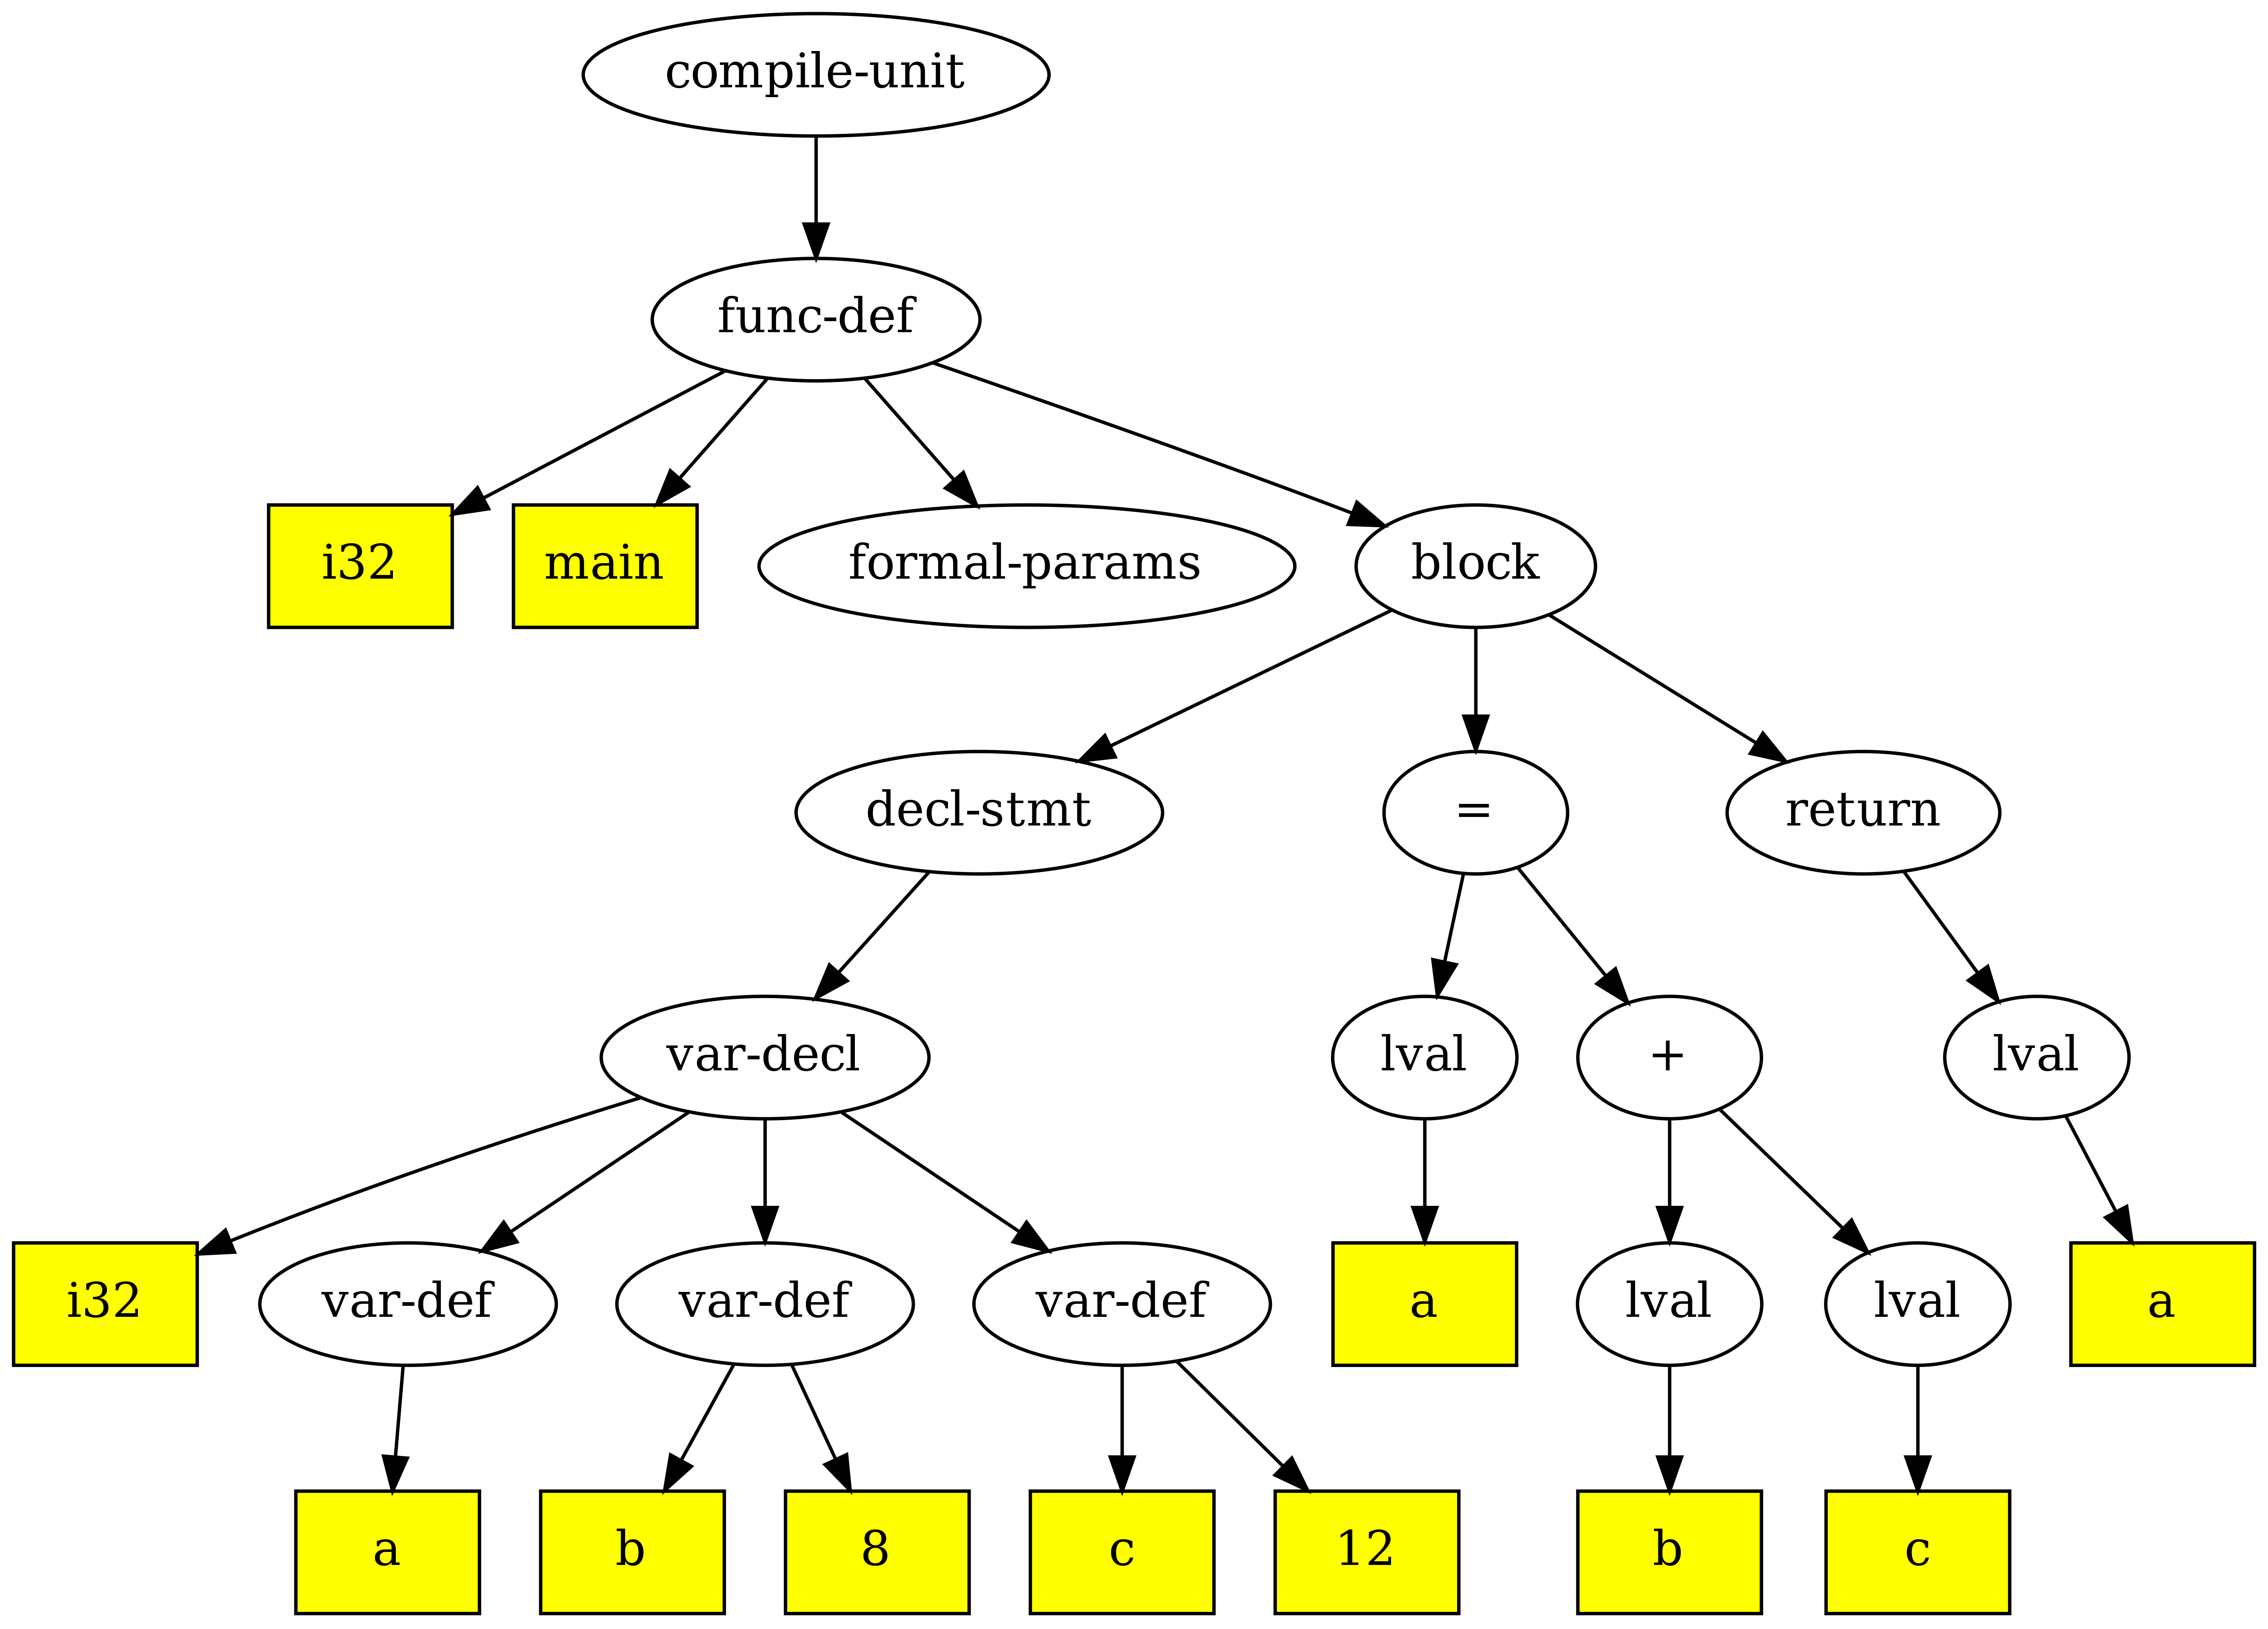 compile-unit
func-def
i32 main formal-params block
decl-stmt = return
var-decl lval + lval
i32 var-def var-def var-def a lval lval a
a b 8 c 12 b c